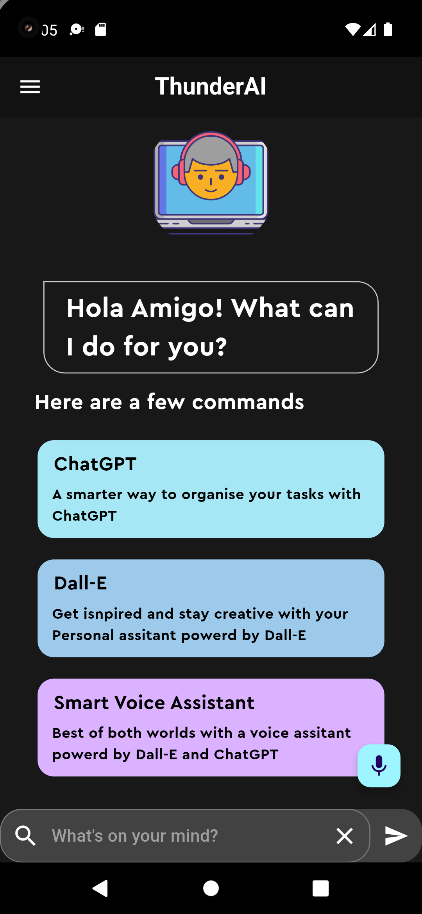 05
ThunderAI
Hola Amigo! What can
I do for you?
Here are a few commands
ChatGPT
A smarter way to organise your tasks with
ChatGPT
Dall-E
Get isnpired and stay creative with your
Personal assitant powerd by Dall-E
Smart Voice Assistant
Best of both worlds with a voice assitant
powerd by Dall-E and ChatGPT
What's on your mind?